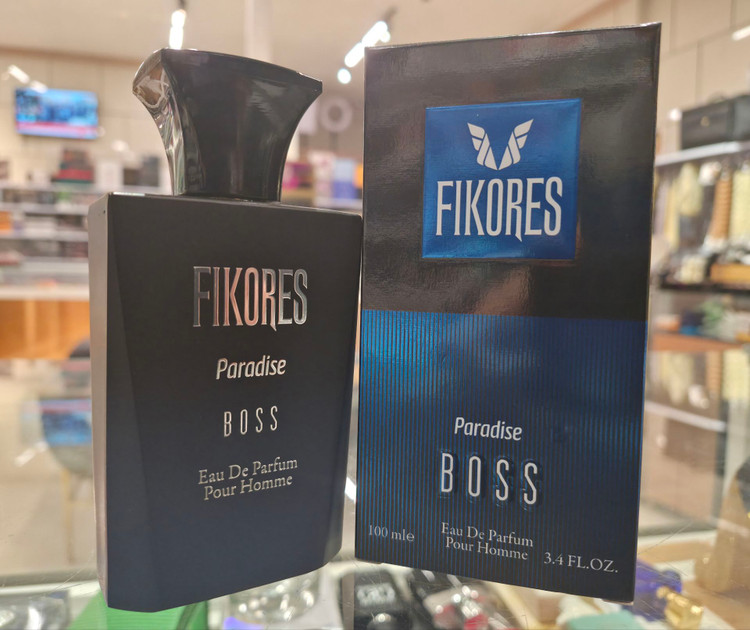 FIKORES
Paradise
BOSS
Eau De Parfum
Pour Homme
FIKORES
Paradise
BOSS
100 ml℮
Eau De Parfum
Pour Homme
3.4 FL.OZ.